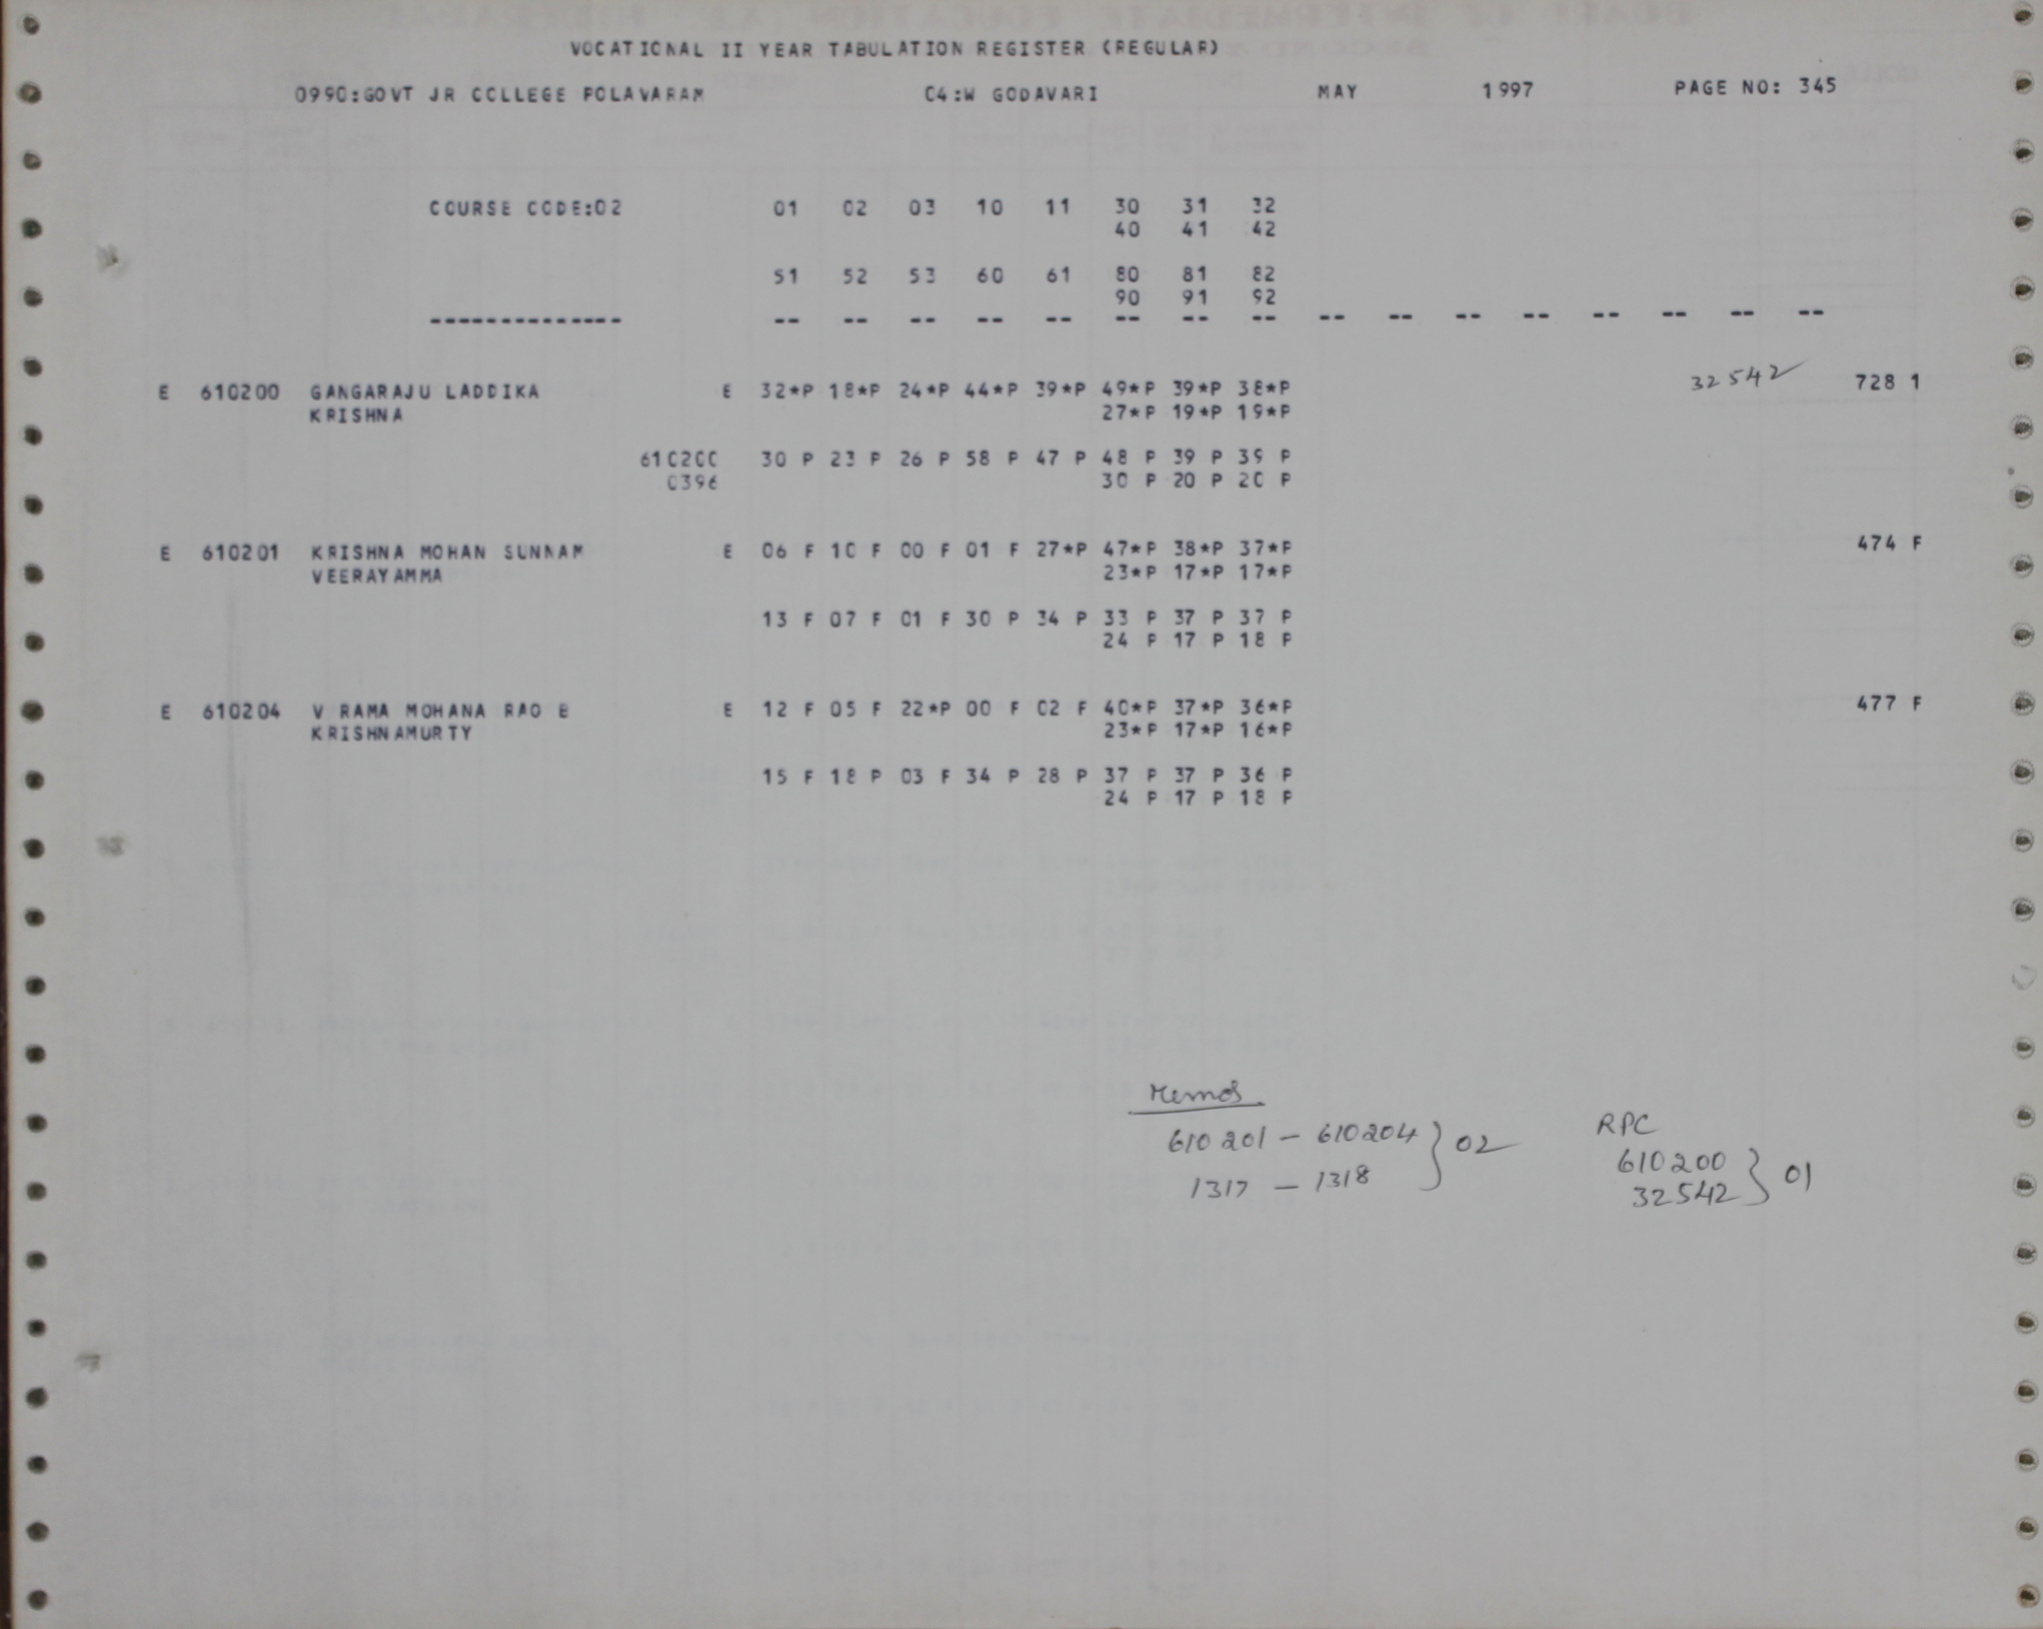 VOCATIONAL II YEAR TABULATION REGISTER (REGULAR)
0990:GOVT JR COLLEGE POLAVARAM C4:W GODAVARI MAY 1997 PAGE NO: 345
COURSE CODE:02 01 02 03 10 11 30 31 32
40 41 42
51 52 53 60 61 80 81 82
90 91 92
-------------- -- -- -- -- -- -- -- -- -- -- -- -- -- -- -- --
E 610200 GANGARAJU LADDIKA E 32*P 18*P 24*P 44*P 39*P 49*P 39*P 38*P 32542 728 1
KRISHNA 27*P 19*P 19*P
610200 30 P 23 P 26 P 58 P 47 P 48 P 39 P 39 P
0396 30 P 20 P 20 P
E 610201 KRISHNA MOHAN SUNNAM E 06 F 10 F 00 F 01 F 27*P 47*P 38*P 37*P 474 F
VEERAYAMMA 23*P 17*P 17*P
13 F 07 F 01 F 30 P 34 P 33 P 37 P 37 P
24 P 17 P 18 P
E 610204 V RAMA MOHANA RAO B E 12 F 05 F 22*P 00 F 02 F 40*P 37*P 36*P 477 F
KRISHNAMURTY 23*P 17*P 16*P
15 F 18 P 03 F 34 P 28 P 37 P 37 P 36 P
24 P 17 P 18 P
Memos
610201 - 610204 } 02
1317 - 1318
RPC
610200 } 01
32542